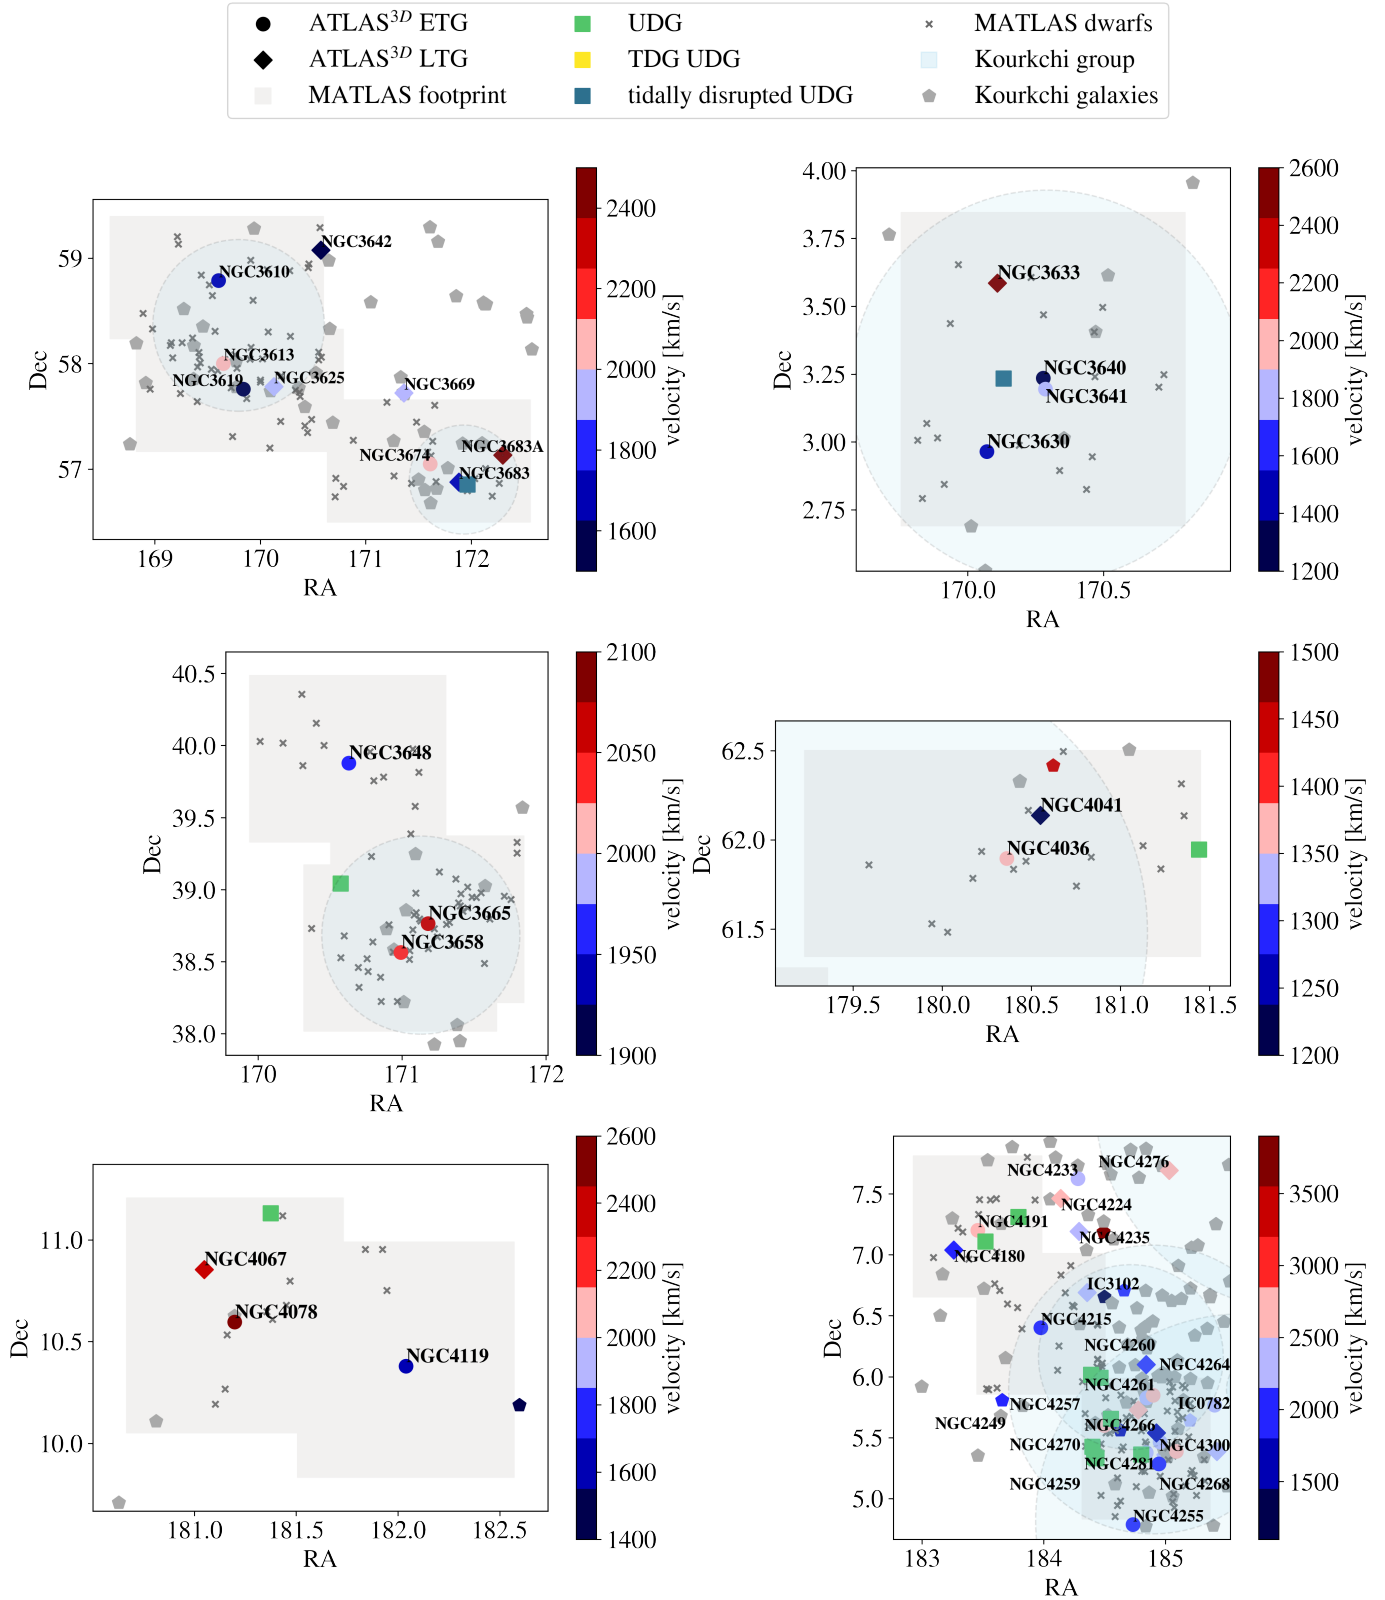 ATLAS3D ETG
ATLAS3D LTG
MATLAS footprint
UDG
TDG UDG
tidally disrupted UDG
MATLAS dwarfs
Kourkchi group
Kourkchi galaxies
59
58
57
Dec
169
170
171
172
RA
NGC3642
NGC3610
NGC3613
NGC3619
NGC3625
NGC3669
NGC3683A
NGC3674
NGC3683
2400
2200
2000
1800
1600
velocity [km/s]
4.00
3.75
3.50
3.25
3.00
2.75
Dec
170.0
170.5
RA
NGC3633
NGC3640
NGC3641
NGC3630
2600
2400
2200
2000
1800
1600
1400
1200
velocity [km/s]
40.5
40.0
39.5
39.0
38.5
38.0
Dec
170
171
172
RA
NGC3648
NGC3665
NGC3658
2100
2050
2000
1950
1900
velocity [km/s]
62.5
62.0
61.5
Dec
179.5
180.0
180.5
181.0
181.5
RA
NGC4041
NGC4036
1500
1450
1400
1350
1300
1250
1200
velocity [km/s]
11.0
10.5
10.0
Dec
181.0
181.5
182.0
182.5
RA
NGC4067
NGC4078
NGC4119
2600
2400
2200
2000
1800
1600
1400
velocity [km/s]
7.5
7.0
6.5
6.0
5.5
5.0
Dec
183
184
185
RA
NGC4233
NGC4276
NGC4224
NGC4191
NGC4235
NGC4180
IC3102
NGC4215
NGC4260
NGC4264
NGC4261
NGC4257
IC0782
NGC4249
NGC4266
NGC4270
NGC4300
NGC4281
NGC4259
NGC4268
NGC4255
3500
3000
2500
2000
1500
velocity [km/s]